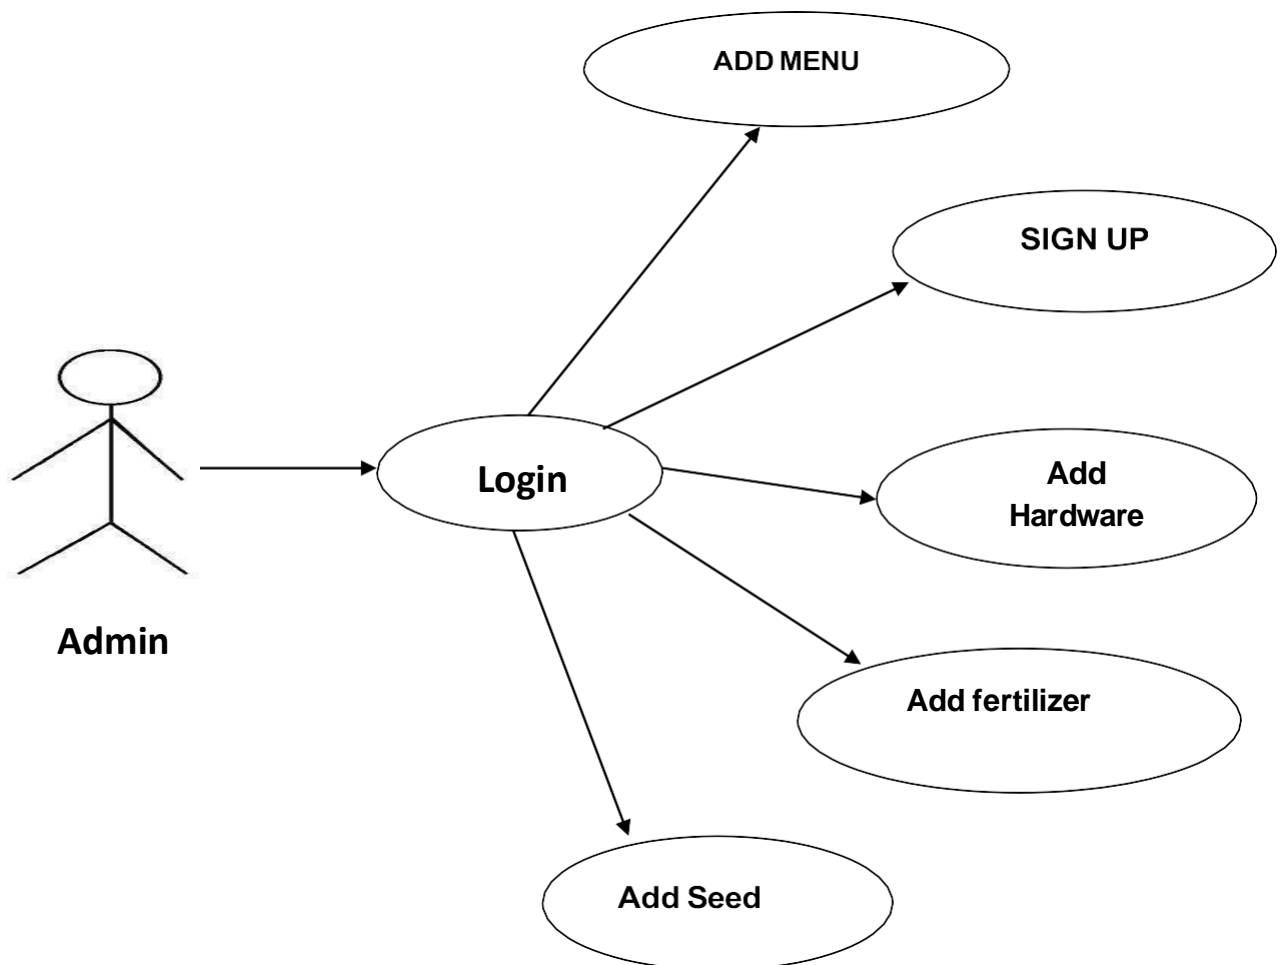 ADD MENU
SIGN UP
Login
Add
Hardware
Admin
Add fertilizer
Add Seed